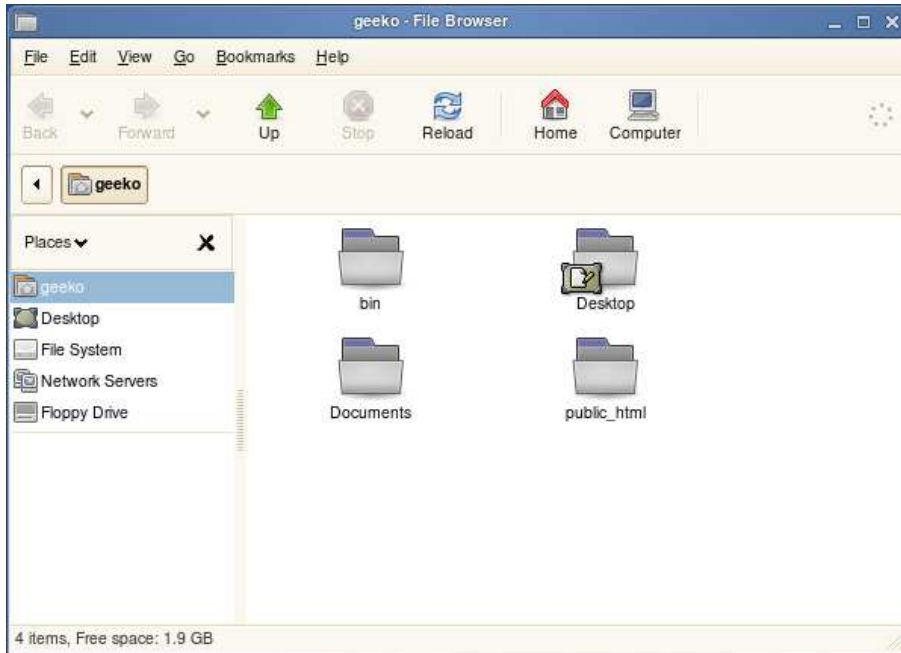 geeko - File Browser
File Edit View Go Bookmarks Help
Back Forward Up Stop Reload Home Computer
geeko
Places
geeko
Desktop
File System
Network Servers
Floppy Drive
bin
Desktop
Documents
public_html
4 items, Free space: 1.9 GB